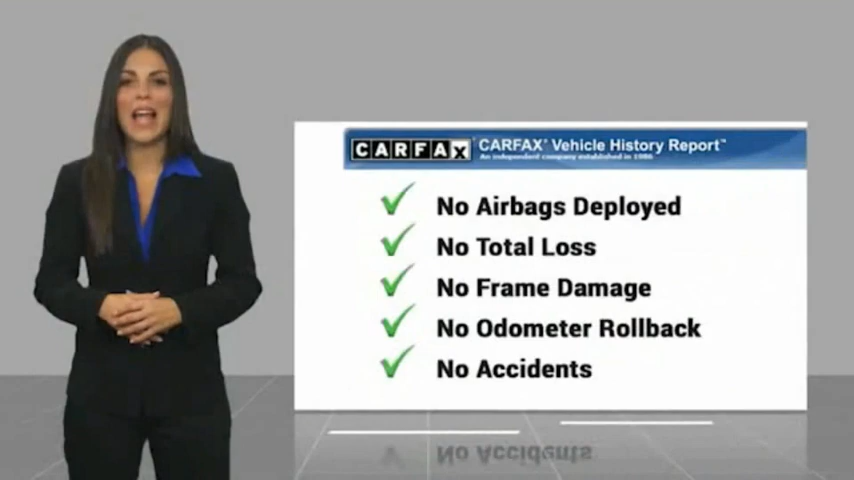 CARFAX CARFAX® Vehicle History Report™
An independent company established in 1986
No Airbags Deployed
No Total Loss
No Frame Damage
No Odometer Rollback
No Accidents
No Accidents